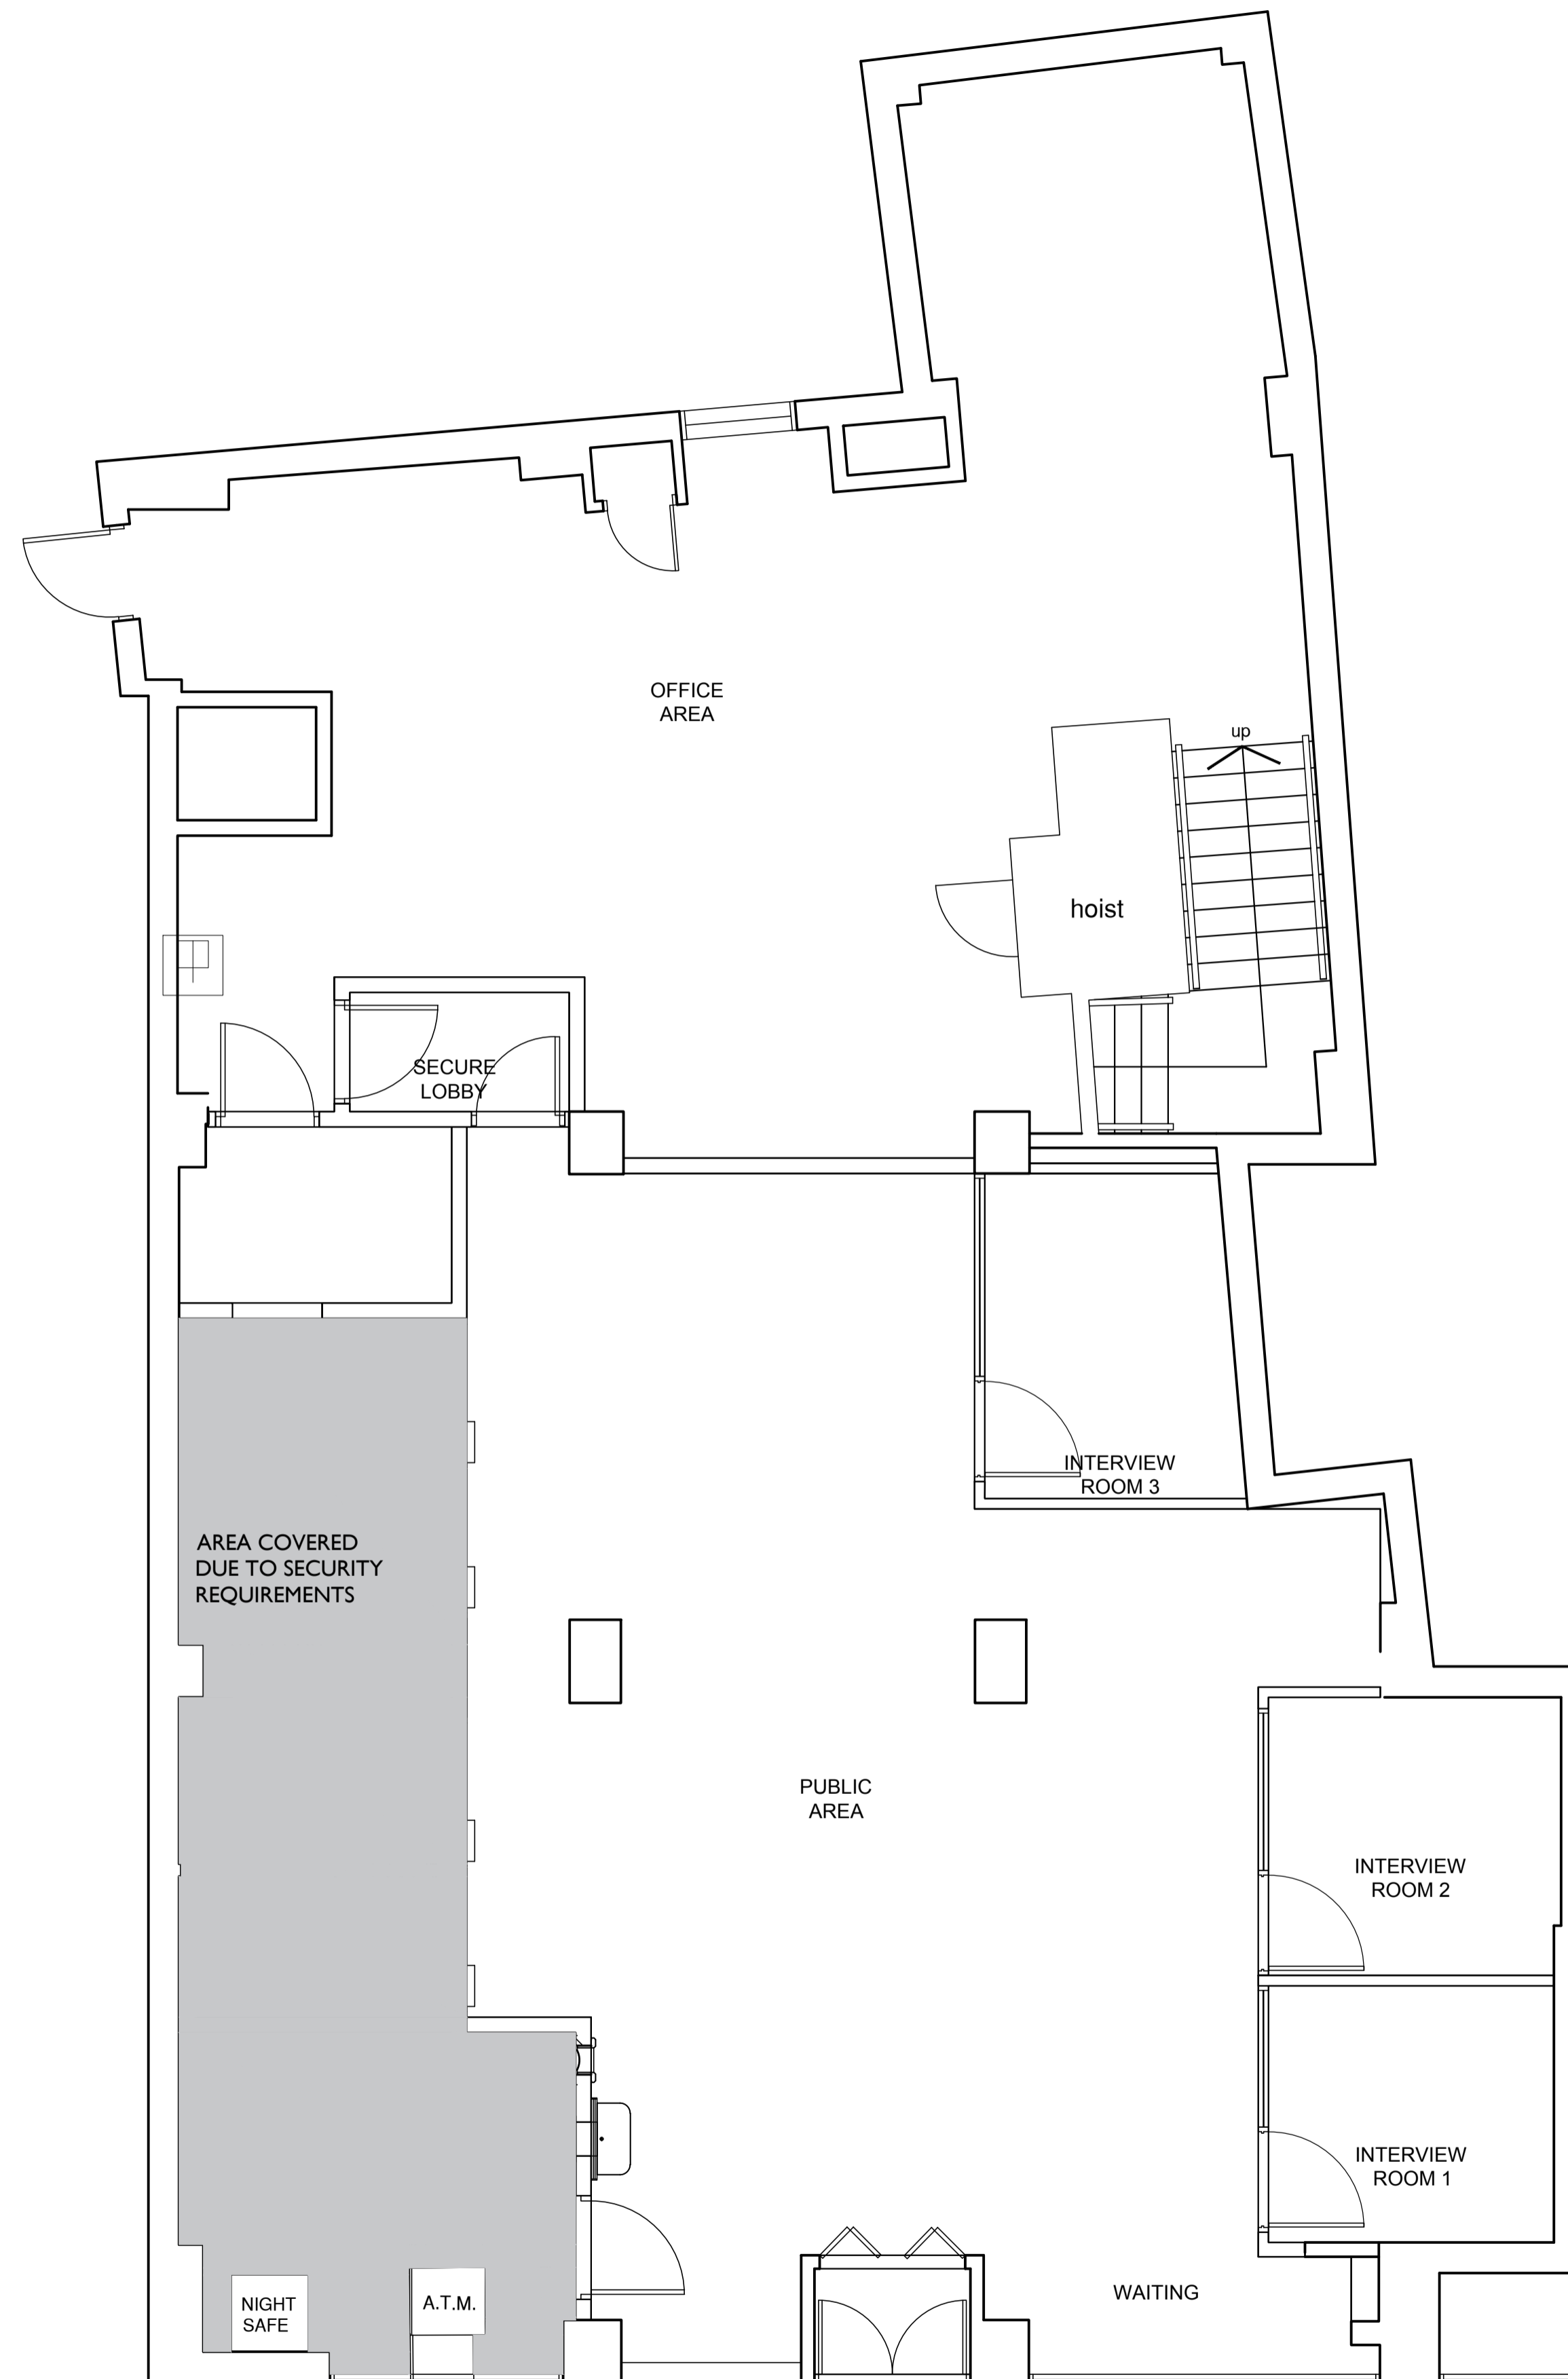 OFFICE
AREA
up
hoist
SECURE
LOBBY
INTERVIEW
ROOM 3
AREA COVERED
DUE TO SECURITY
REQUIREMENTS
PUBLIC
AREA
INTERVIEW
ROOM 2
INTERVIEW
ROOM 1
NIGHT
SAFE
A.T.M.
WAITING